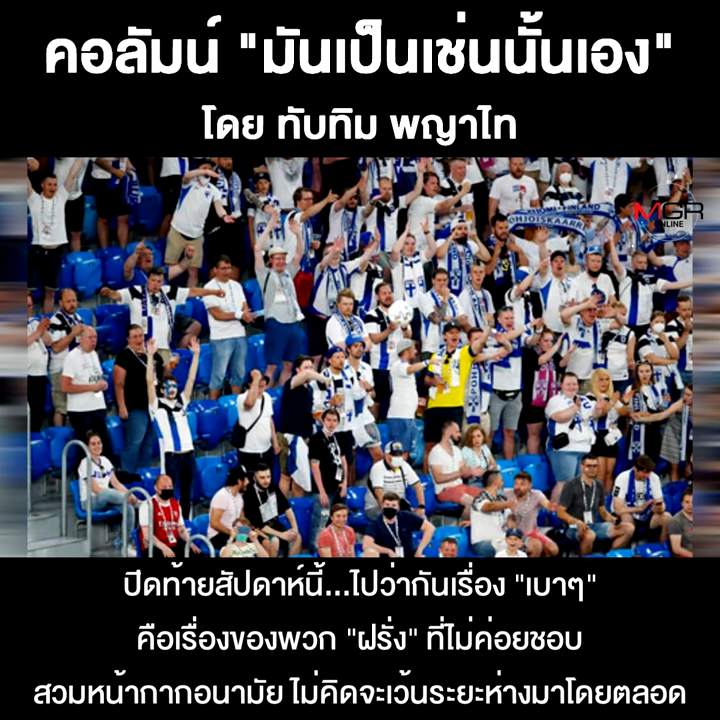 คอลัมน์ "มันเป็นเช่นนั้นเอง"
โดย ทับทิม พญาไท
MGR
ONLINE
HOMI - FINLAND
POHJOISKAARRE
ปิดท้ายสัปดาห์นี้...ไปว่ากันเรื่อง "เบาๆ"
คือเรื่องของพวก "ฝรั่ง" ที่ไม่ค่อยชอบ
สวมหน้ากากอนามัย ไม่คิดจะเว้นระยะห่างมาโดยตลอด